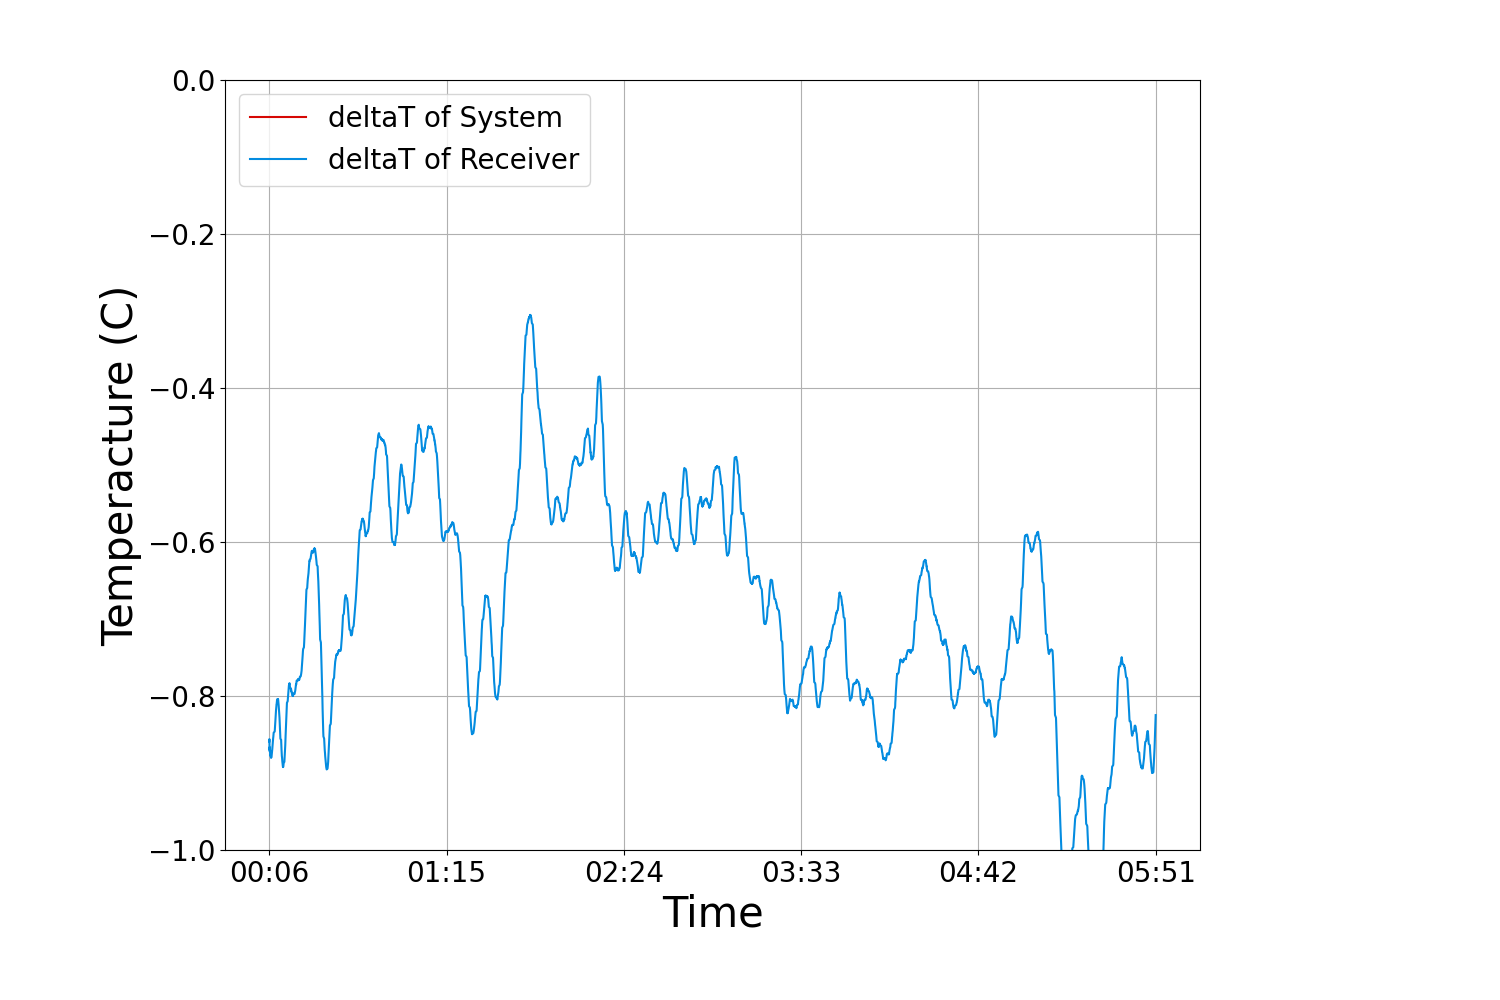 deltaT of System
deltaT of Receiver
0.0
−0.2
−0.4
−0.6
−0.8
−1.0
Temperacture (C)
00:06 01:15 02:24 03:33 04:42 05:51
Time